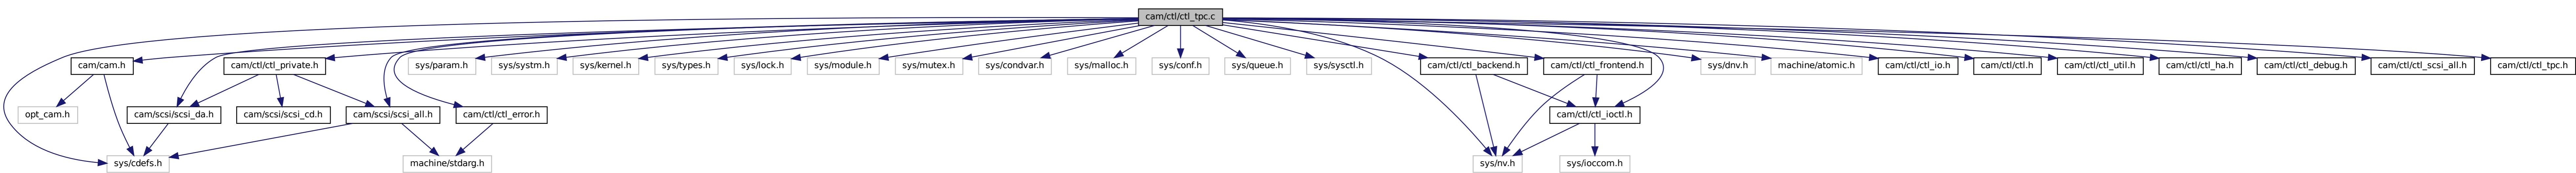 cam/ctl/ctl_tpc.c
cam/cam.h
cam/ctl/ctl_private.h
sys/param.h
sys/systm.h
sys/kernel.h
sys/types.h
sys/lock.h
sys/module.h
sys/mutex.h
sys/condvar.h
sys/malloc.h
sys/conf.h
sys/queue.h
sys/sysctl.h
cam/ctl/ctl_backend.h
cam/ctl/ctl_frontend.h
sys/dnv.h
machine/atomic.h
cam/ctl/ctl_io.h
cam/ctl/ctl.h
cam/ctl/ctl_util.h
cam/ctl/ctl_ha.h
cam/ctl/ctl_debug.h
cam/ctl/ctl_scsi_all.h
cam/ctl/ctl_tpc.h
opt_cam.h
cam/scsi/scsi_da.h
cam/scsi/scsi_cd.h
cam/scsi/scsi_all.h
cam/ctl/ctl_error.h
cam/ctl/ctl_ioctl.h
sys/cdefs.h
machine/stdarg.h
sys/nv.h
sys/ioccom.h